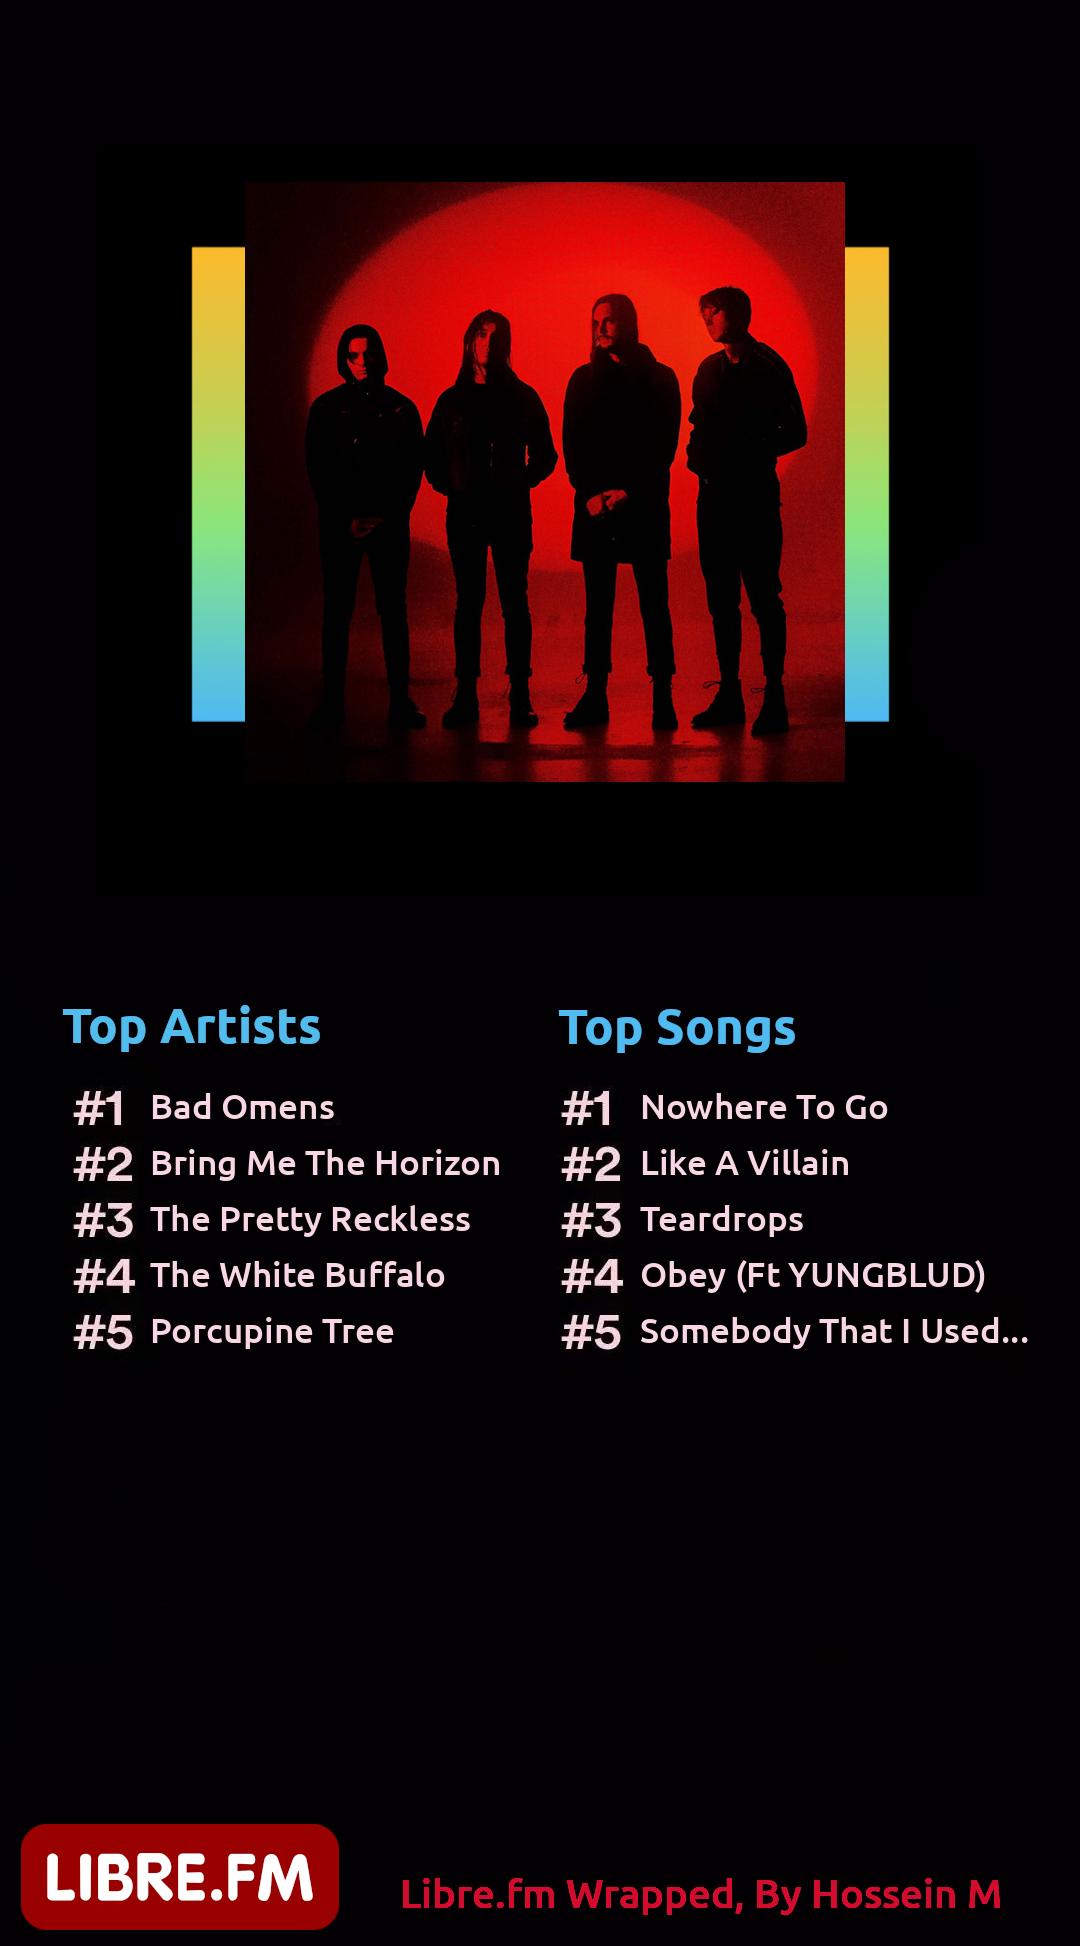 Top Artists
#1 Bad Omens
#2 Bring Me The Horizon
#3 The Pretty Reckless
#4 The White Buffalo
#5 Porcupine Tree
Top Songs
#1 Nowhere To Go
#2 Like A Villain
#3 Teardrops
#4 Obey (Ft YUNGBLUD)
#5 Somebody That I Used...
LIBRE.FM
Libre.fm Wrapped, By Hossein M